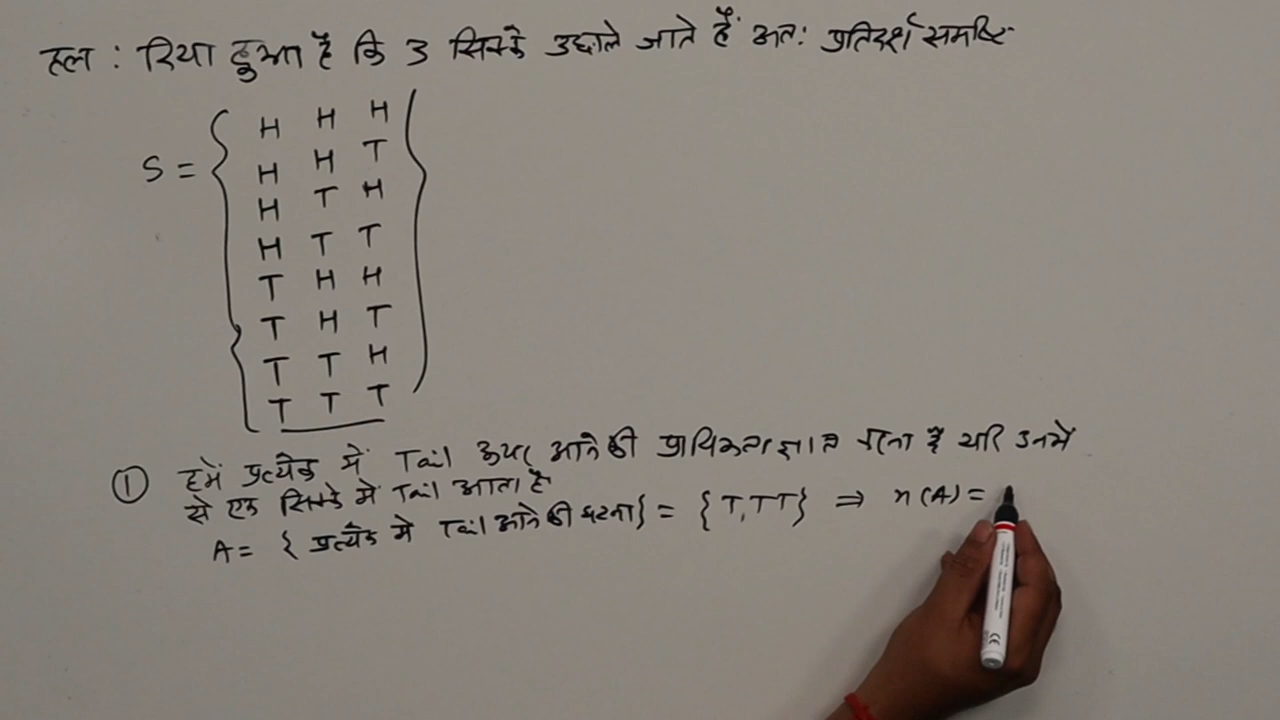 हल : दिया हुआ है कि 3 सिक्के उछाले जाते हैं अत: प्रतिदर्श समष्टि
S = {
H H H
H H T
H T H
H T T
T H H
T H T
T T H
T T T
}
① हमें प्रत्येक में Tail ऊपर आने की प्रायिकता ज्ञात करना है यदि उनमें
से एक सिक्के में Tail आता है
A = { प्रत्येक में Tail आने की घटना } = { T, T T } ⇒ n(A) =